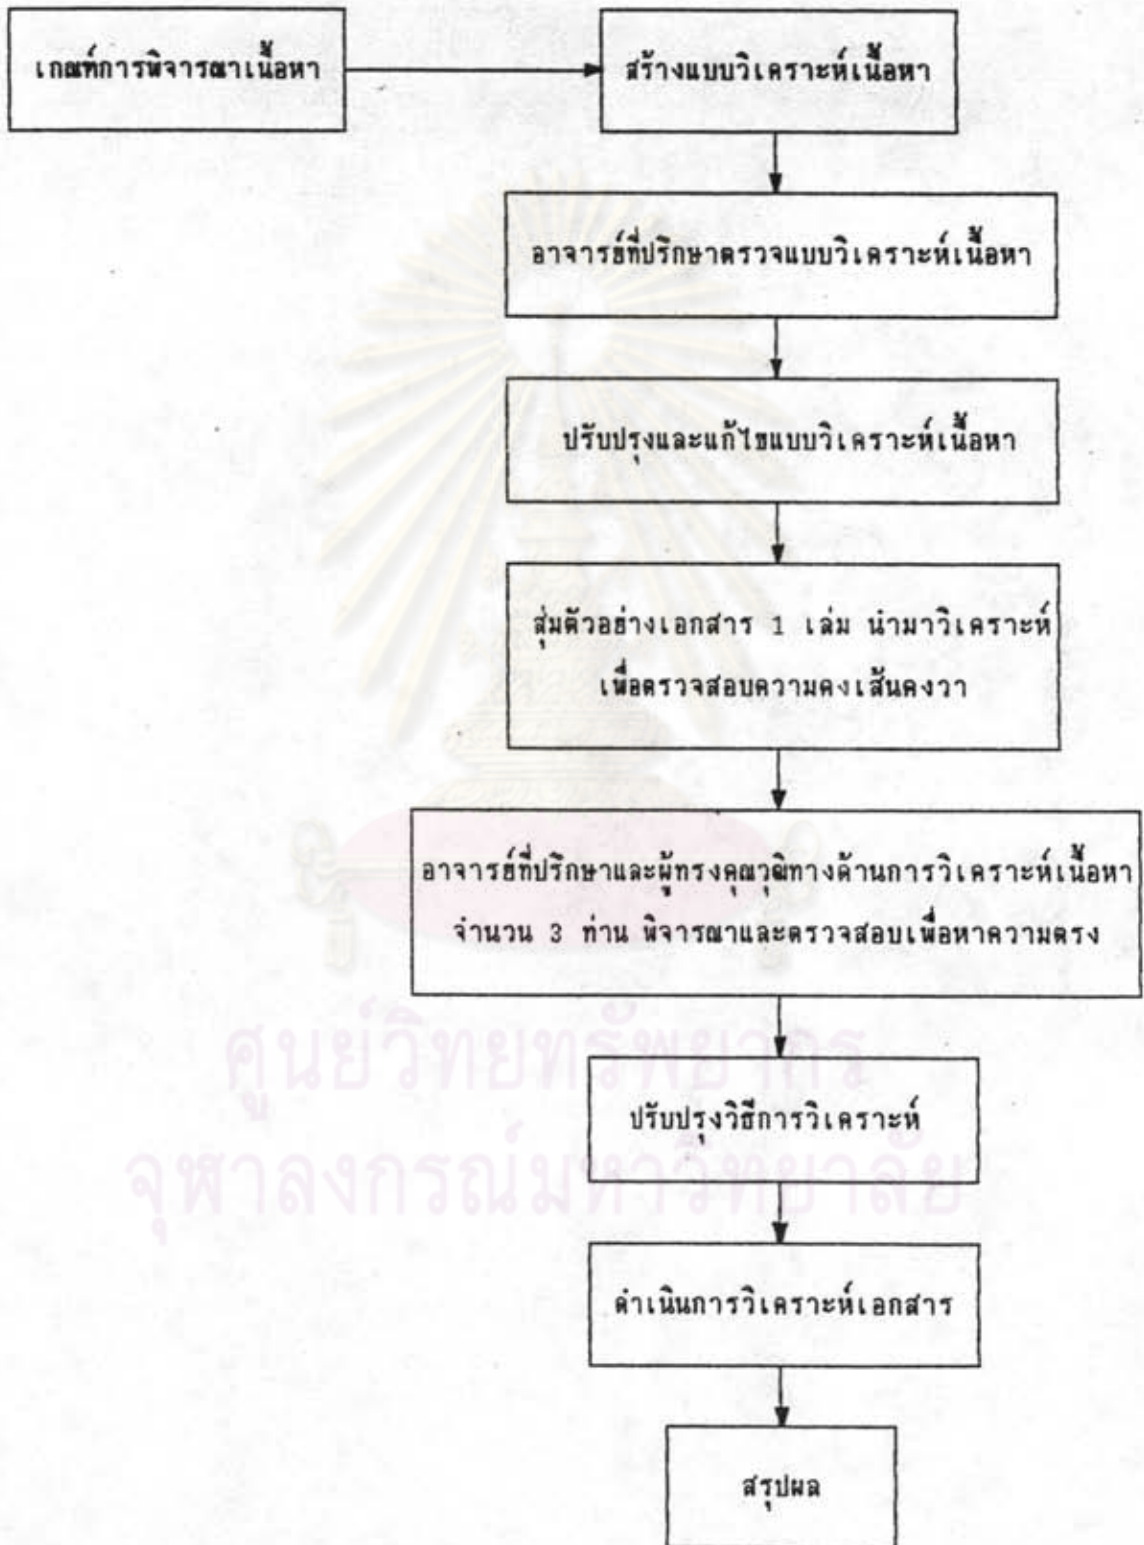 เกณฑ์การพิจารณาเนื้อหา
สร้างแบบวิเคราะห์เนื้อหา
อาจารย์ที่ปรึกษาตรวจแบบวิเคราะห์เนื้อหา
ปรับปรุงและแก้ไขแบบวิเคราะห์เนื้อหา
สุ่มตัวอย่างเอกสาร 1 เล่ม นำมาวิเคราะห์
เพื่อตรวจสอบความคงเส้นคงวา
อาจารย์ที่ปรึกษาและผู้ทรงคุณวุฒิทางด้านการวิเคราะห์เนื้อหา
จำนวน 3 ท่าน พิจารณาและตรวจสอบเพื่อหาความตรง
ศูนย์วิทยทรัพยากร
ปรับปรุงวิธีการวิเคราะห์
จุฬาลงกรณ์มหาวิทยาลัย
ดำเนินการวิเคราะห์เอกสาร
สรุปผล